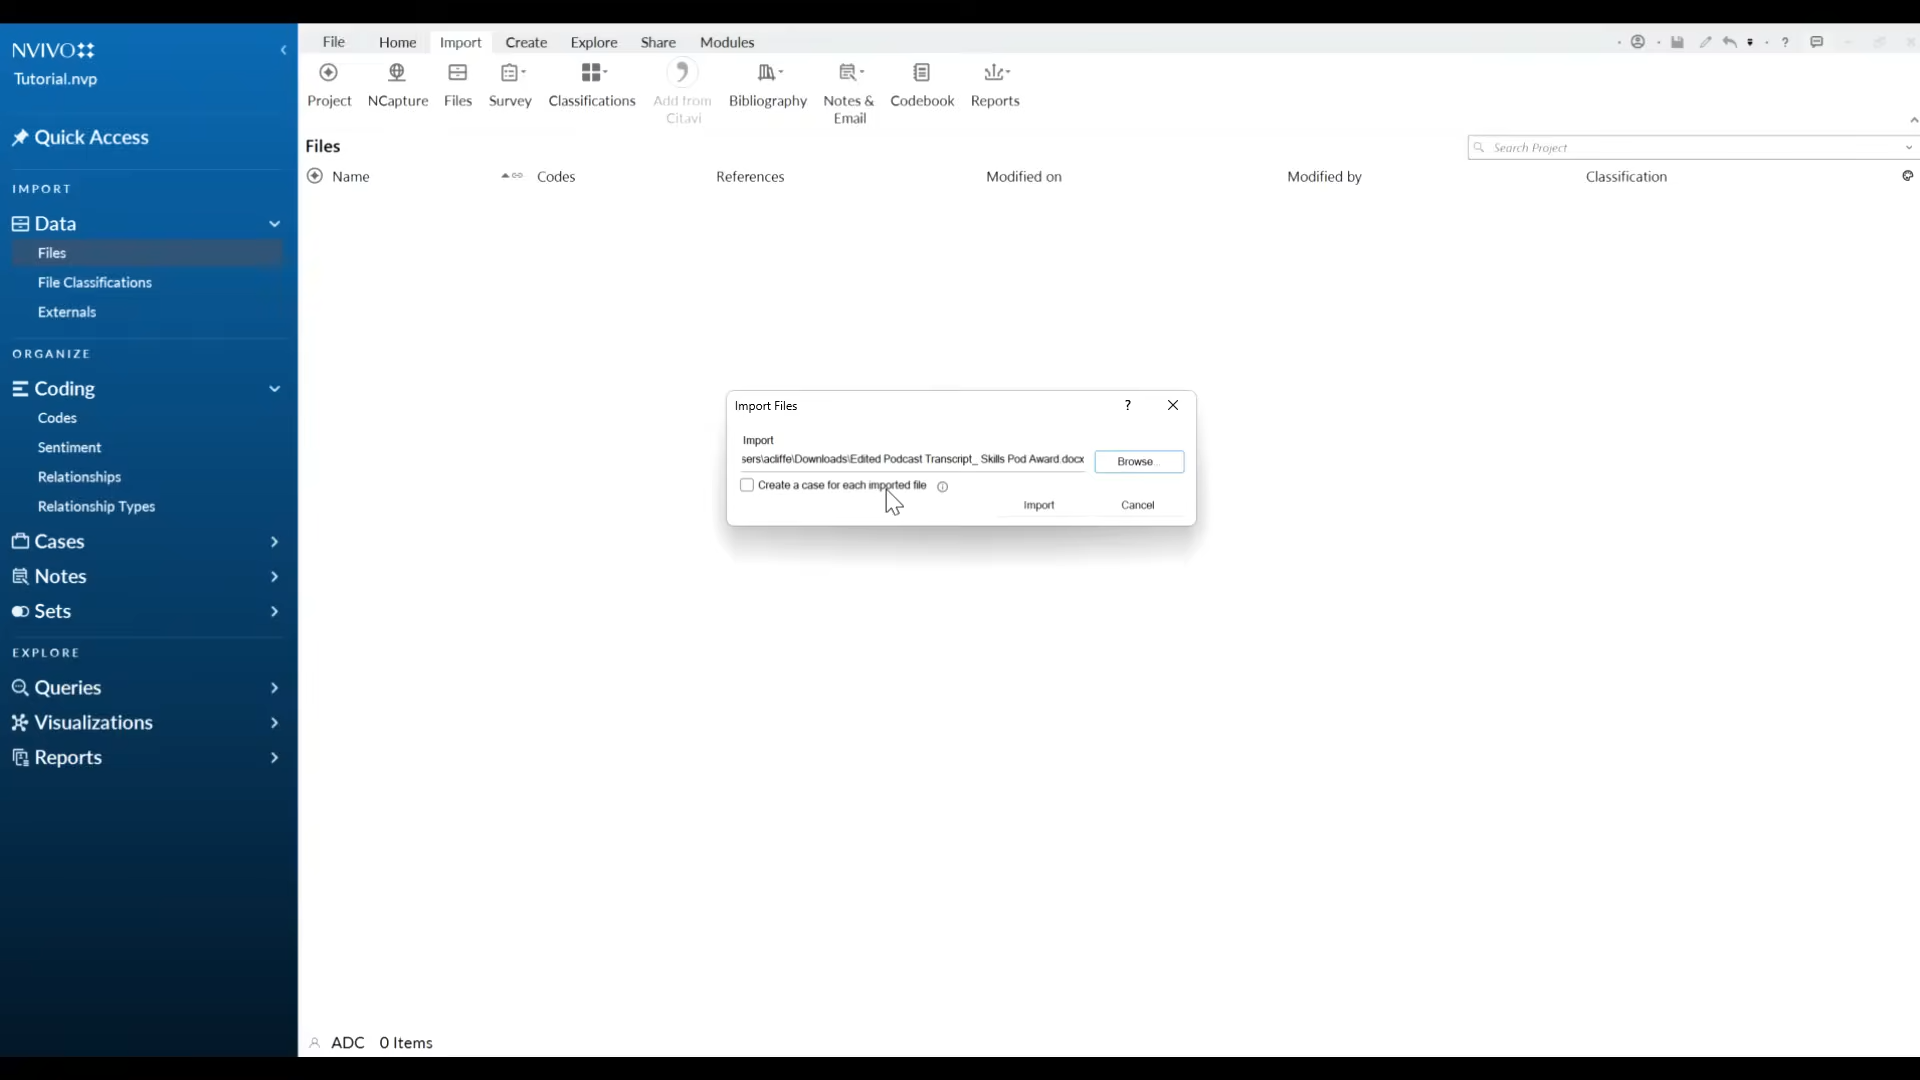 NVIVO
Tutorial.nvp
Quick Access
IMPORT
Data
Files
File Classifications
Externals
ORGANIZE
Coding
Codes
Sentiment
Relationships
Relationship Types
Cases
Notes
Sets
EXPLORE
Queries
Visualizations
Reports
File Home Import Create Explore Share Modules
Project NCapture Files Survey Classifications Add from Bibliography Notes & Codebook Reports
Citavi Email
Files
Search Project
Name Codes References Modified on Modified by Classification
Import Files ?
Import
sers\acliffe\Downloads\Edited Podcast Transcript_ Skills Pod Award.docx Browse...
Create a case for each imported file
Import Cancel
ADC 0 Items